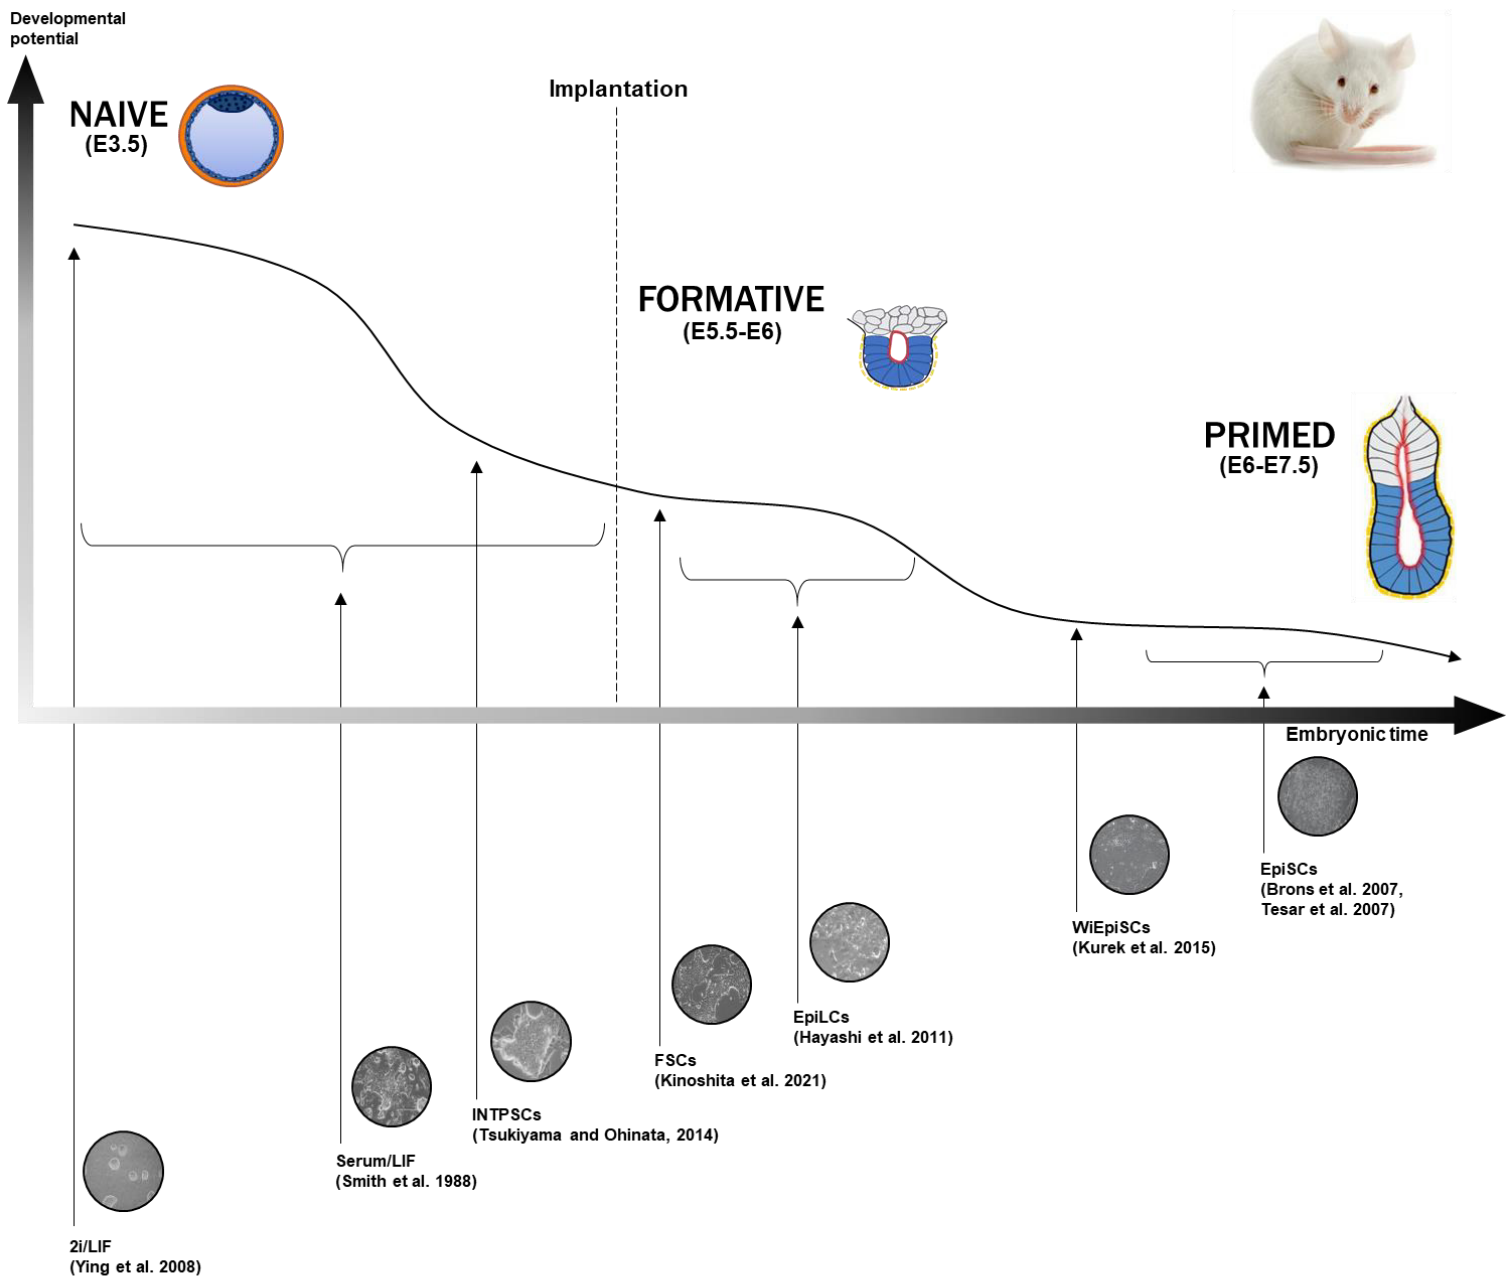 Developmental
potential
NAIVE
(E3.5)
Implantation
FORMATIVE
(E5.5-E6)
PRIMED
(E6-E7.5)
Embryonic time
EpiSCs
(Brons et al. 2007,
Tesar et al. 2007)
WiEpiSCs
(Kurek et al. 2015)
EpiLCs
(Hayashi et al. 2011)
FSCs
(Kinoshita et al. 2021)
INTPSCs
(Tsukiyama and Ohinata, 2014)
Serum/LIF
(Smith et al. 1988)
2i/LIF
(Ying et al. 2008)